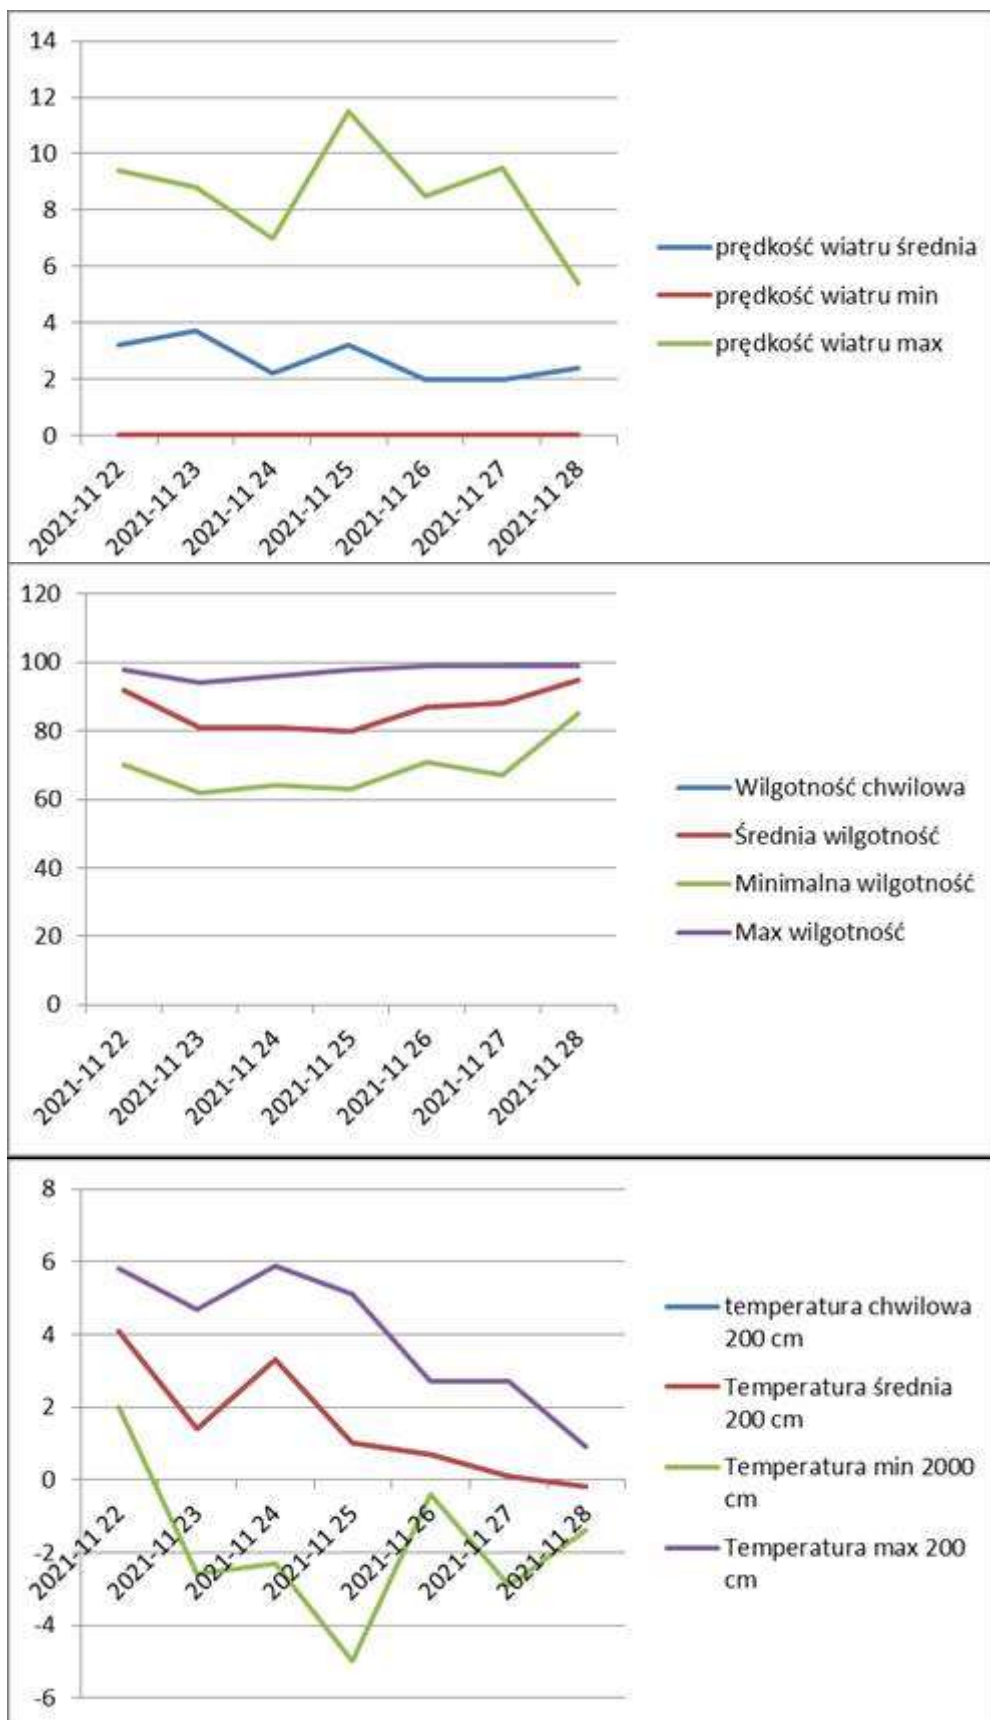 14
12
10
8
6
4
2
0
2021-11 22
2021-11 23
2021-11 24
2021-11 25
2021-11 26
2021-11 27
2021-11 28
prędkość wiatru średnia
prędkość wiatru min
prędkość wiatru max
120
100
80
60
40
20
0
2021-11 22
2021-11 23
2021-11 24
2021-11 25
2021-11 26
2021-11 27
2021-11 28
Wilgotność chwilowa
Średnia wilgotność
Minimalna wilgotność
Max wilgotność
8
6
4
2
0
-2
-4
-6
2021-11 22
2021-11 23
2021-11 24
2021-11 25
2021-11 26
2021-11 27
2021-11 28
temperatura chwilowa
200 cm
Temperatura średnia
200 cm
Temperatura min 2000
cm
Temperatura max 200
cm